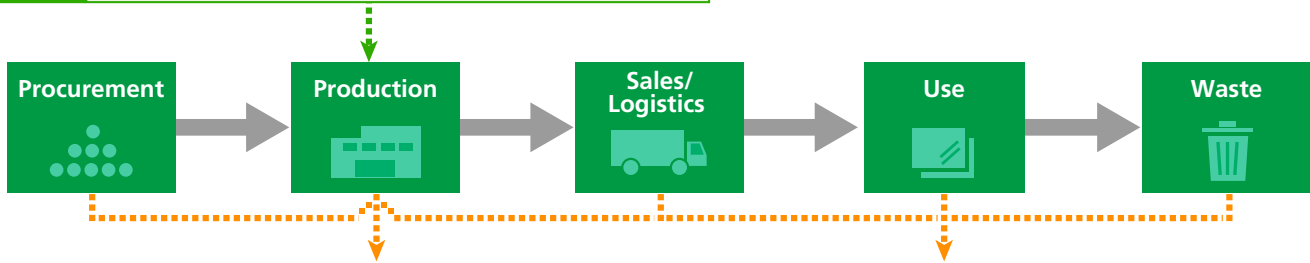 Procurement
Production
Sales/
Logistics
Use
Waste